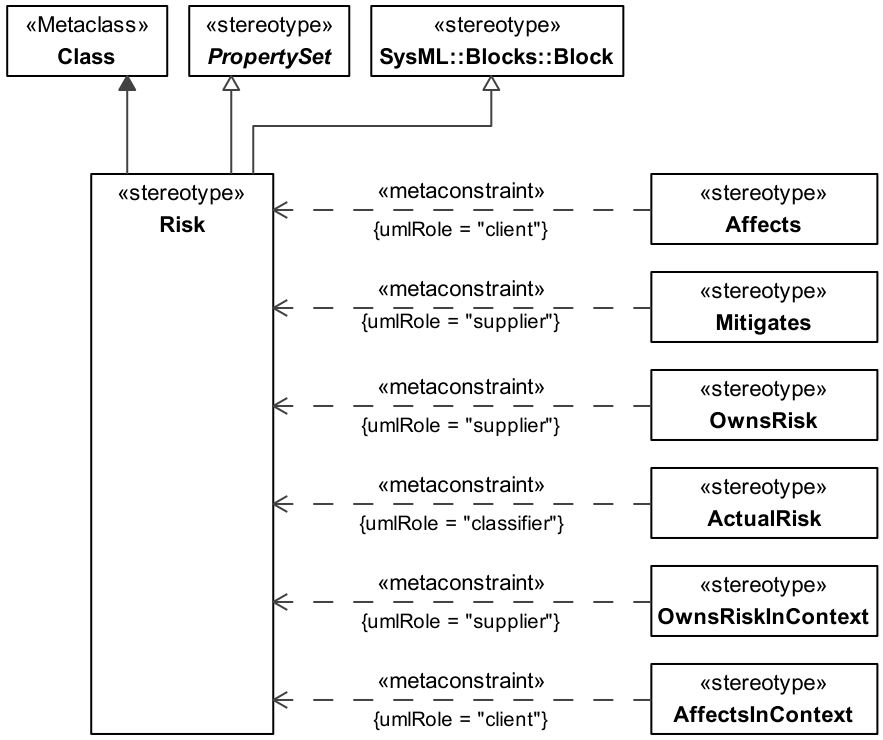 «Metaclass»
Class
«stereotype»
PropertySet
«stereotype»
SysML::Blocks::Block
«stereotype»
Risk
«metaconstraint»
{umlRole = "client"}
«stereotype»
Affects
«metaconstraint»
{umlRole = "supplier"}
«stereotype»
Mitigates
«metaconstraint»
{umlRole = "supplier"}
«stereotype»
OwnsRisk
«metaconstraint»
{umlRole = "classifier"}
«stereotype»
ActualRisk
«metaconstraint»
{umlRole = "supplier"}
«stereotype»
OwnsRiskInContext
«metaconstraint»
{umlRole = "client"}
«stereotype»
AffectsInContext